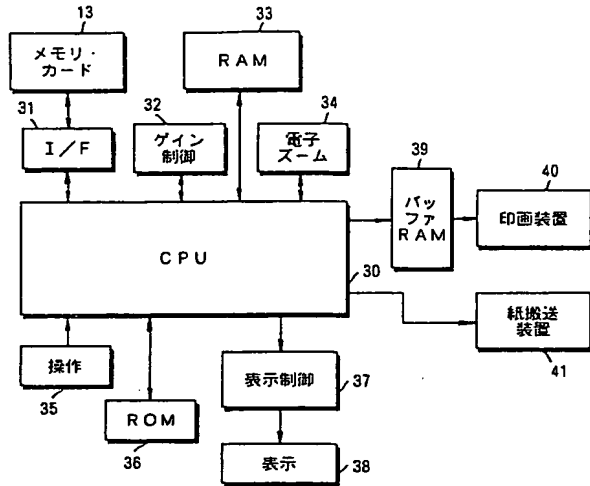 13
メモリ・
カード
33
RAM
31
I/F
32
ゲイン
制御
34
電子
ズーム
39
バッ
ファ
RAM
40
印画装置
CPU
30
紙搬送
装置
41
操作
35
ROM
36
表示制御
37
表示
38